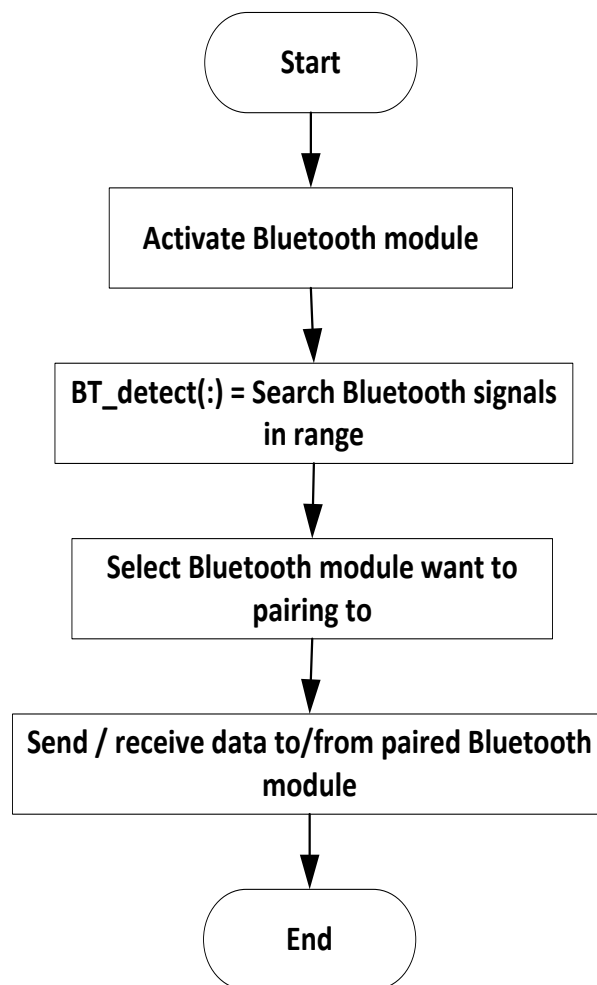 Start
Activate Bluetooth module
BT_detect(:) = Search Bluetooth signals
in range
Select Bluetooth module want to
pairing to
Send / receive data to/from paired Bluetooth
module
End